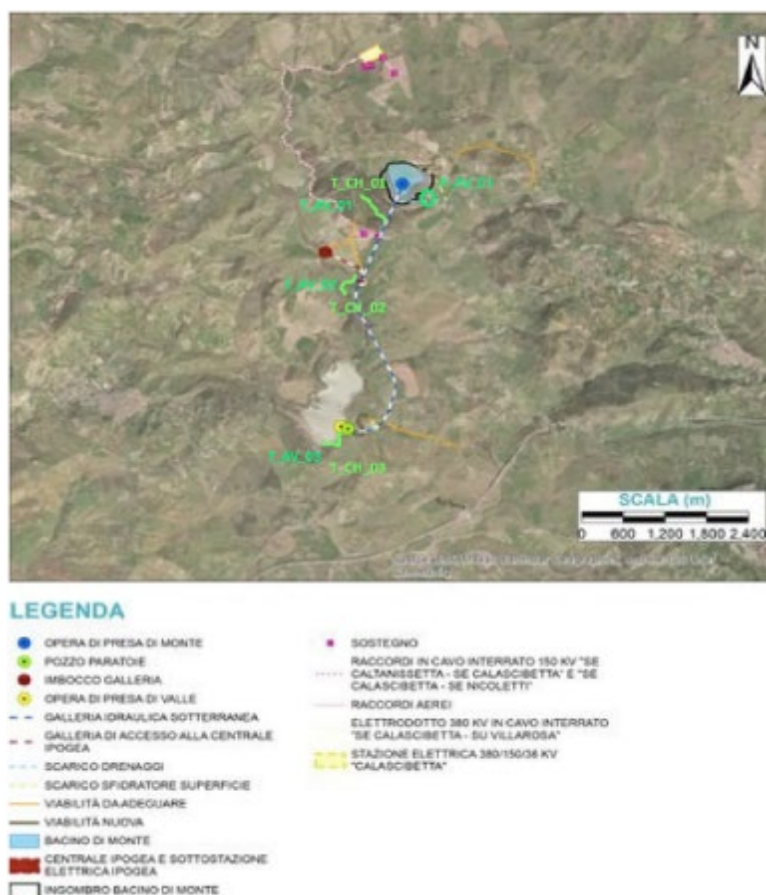 N
T_CH_01
T_AV_01
T_CH_02
T_AV_03
T_CH_03
SCALA (m)
0 600 1.200 1.800 2.400
LEGENDA
OPERA DI PRESA DI MONTE
POZZO PARATOIE
IMBOCCO GALLERIA
OPERA DI PRESA DI VALLE
GALLERIA IDRAULICA SOTTERRANEA
GALLERIA DI ACCESSO ALLA CENTRALE
IPOGEA
SCARICO DRENAGGI
SCARICO SFIORATORE SUPERFICIE
VIABILITÀ DA ADEGUARE
VIABILITÀ NUOVA
BACINO DI MONTE
CENTRALE IPOGEA E SOTTOSTAZIONE
ELETTRICA IPOGEA
INGOMBRO BACINO DI MONTE
SOSTEGNO
RACCORDI IN CAVO INTERRATO 150 KV "SE
CALTANISSETTA - SE CALASCIBETTA" E "SE
CALASCIBETTA - SE NICOLETTI"
RACCORDI AEREI
ELETTRODOTTO 380 KV IN CAVO INTERRATO
"SE CALASCIBETTA - SU VILLAROSA"
STAZIONE ELETTRICA 380/150/36 KV
"CALASCIBETTA"